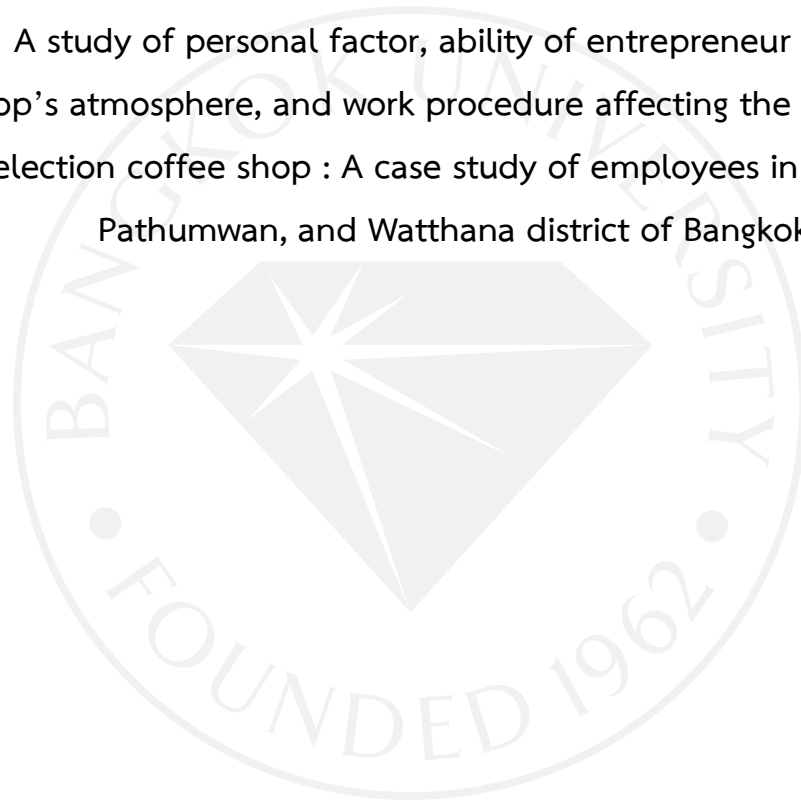 A study of personal factor, ability of entrepreneur
op’s atmosphere, and work procedure affecting the
election coffee shop : A case study of employees in
Pathumwan, and Watthana district of Bangkok
BANGKOK UNIVERSITY
FOUNDED 1962